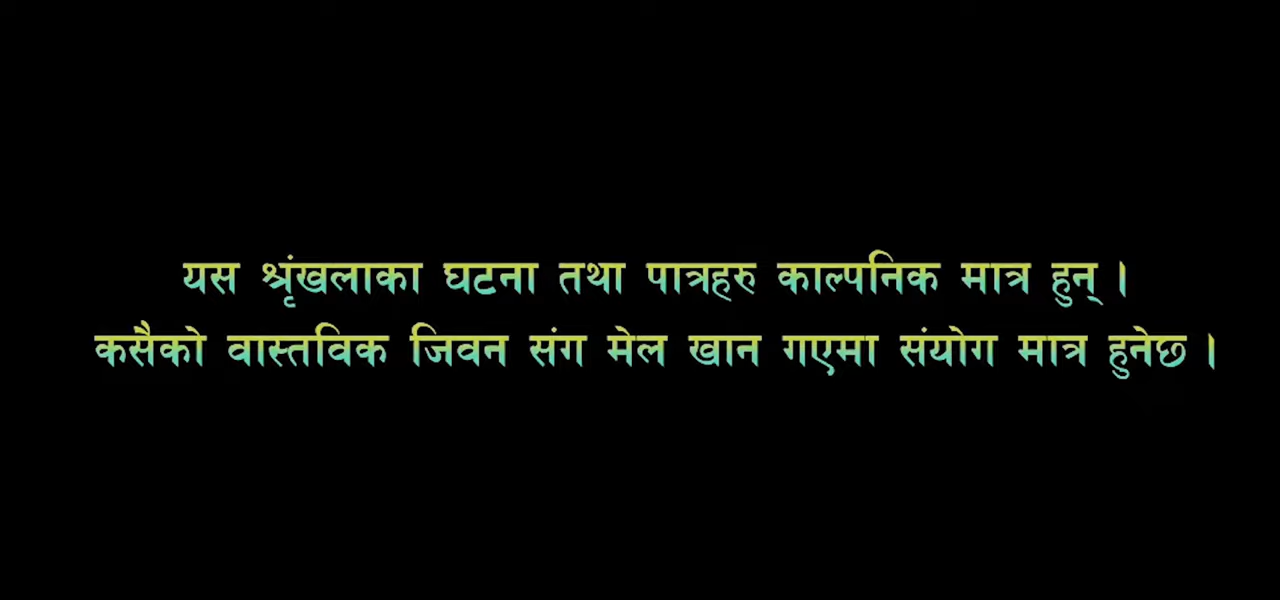 यस श्रृंखलाका घटना तथा पात्रहरु काल्पनिक मात्र हुन् ।
कसैको वास्तविक जिवन संग मेल खान गएमा संयोग मात्र हुनेछ ।